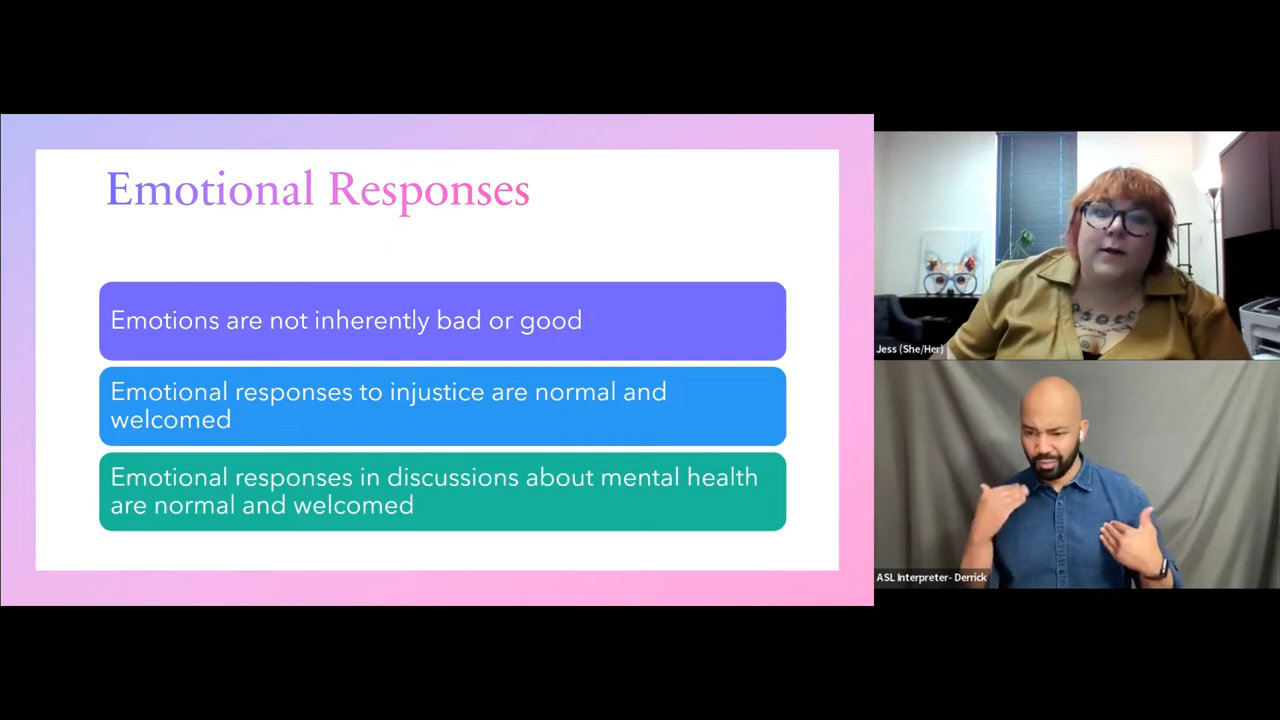 Emotional Responses
Emotions are not inherently bad or good
Emotional responses to injustice are normal and
welcomed
Emotional responses in discussions about mental health
are normal and welcomed
Jess (She/Her)
ASL Interpreter- Derrick